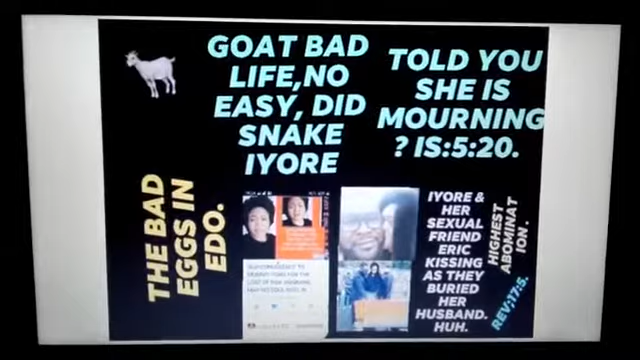 GOAT BAD
LIFE,NO
EASY, DID
SNAKE
IYORE
TOLD YOU
SHE IS
MOURNING
? IS:5:20.
THE BAD
EGGS IN
EDO.
IYORE &
HER
SEXUAL
FRIEND
ERIC
KISSING
AS THEY
BURIED
HER
HUSBAND.
HUH.
HIGHEST
ABOMINAT
ION.
REV:17:5.